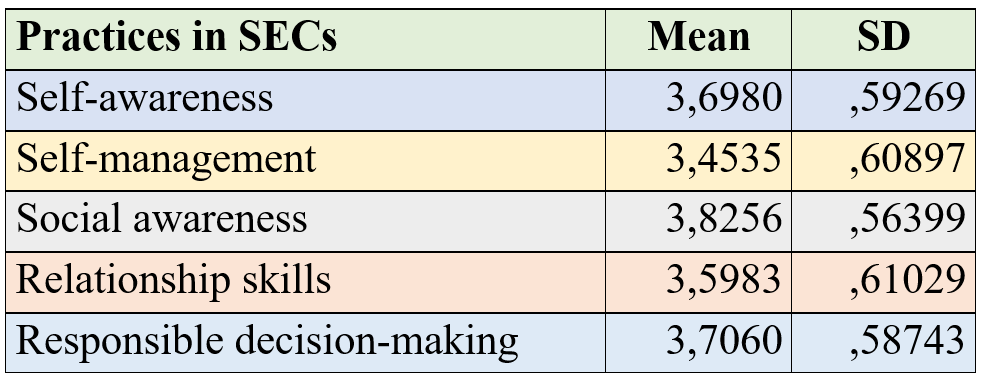 Practices in SECs Mean SD
Self-awareness 3,6980 ,59269
Self-management 3,4535 ,60897
Social awareness 3,8256 ,56399
Relationship skills 3,5983 ,61029
Responsible decision-making 3,7060 ,58743